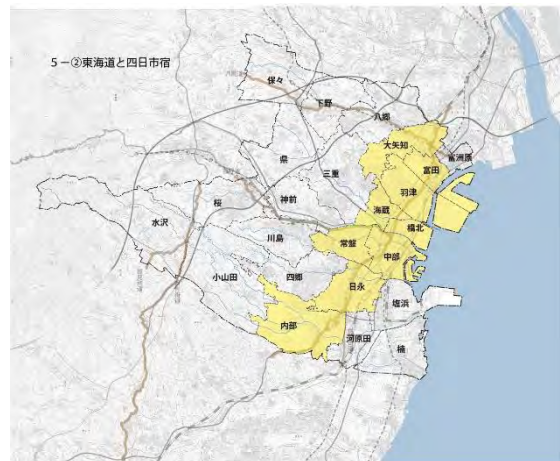 5－②東海道と四日市宿
保々
下野
八郷
大矢知
富田
富洲原
県
三重
羽津
神前
海蔵
桜
水沢
橋北
川島
常磐
中部
小山田
四郷
日永
塩浜
内部
河原田
楠